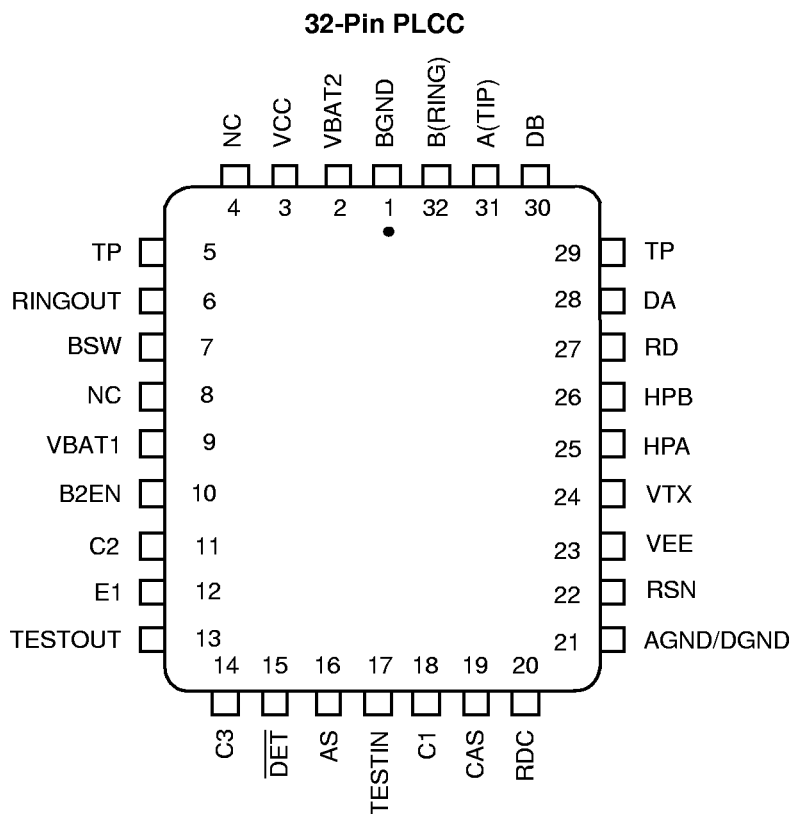 32-Pin PLCC
NC
VCC
VBAT2
BGND
B(RING)
A(TIP)
DB
4 3 2 1 32 31 30
TP 5 29 TP
RINGOUT 6 28 DA
BSW 7 27 RD
NC 8 26 HPB
VBAT1 9 25 HPA
B2EN 10 24 VTX
C2 11 23 VEE
E1 12 22 RSN
TESTOUT 13 21 AGND/DGND
14 15 16 17 18 19 20
C3
D̅E̅T̅
AS
TESTIN
C1
CAS
RDC